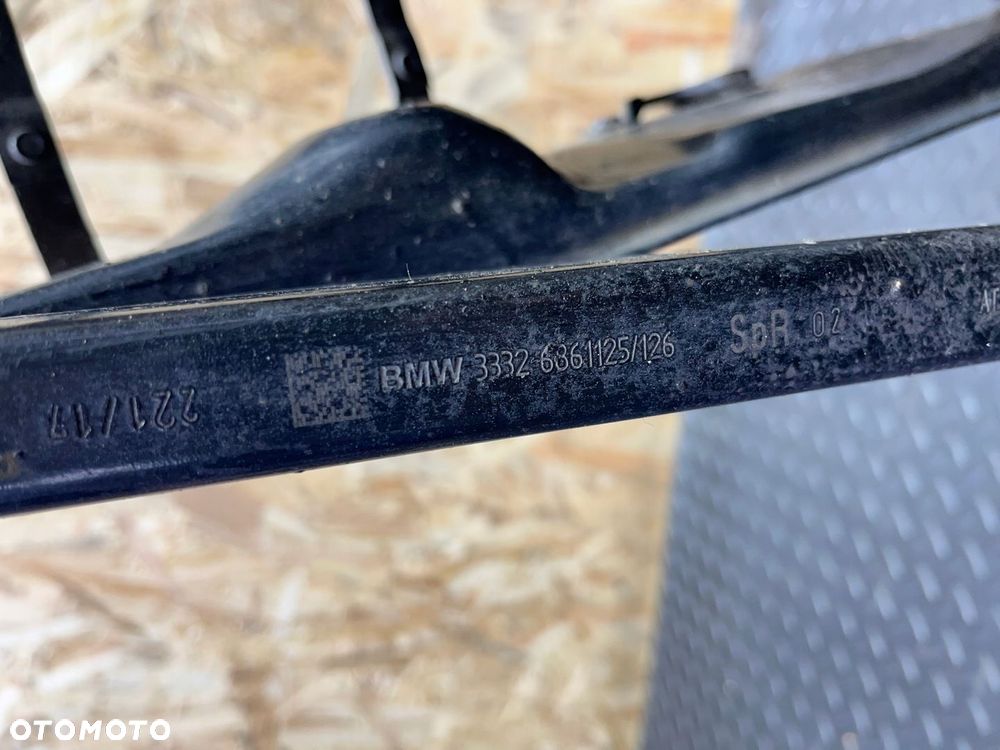 BMW 3332 6861125/126 SpR 02
221/17
OTOMOTO